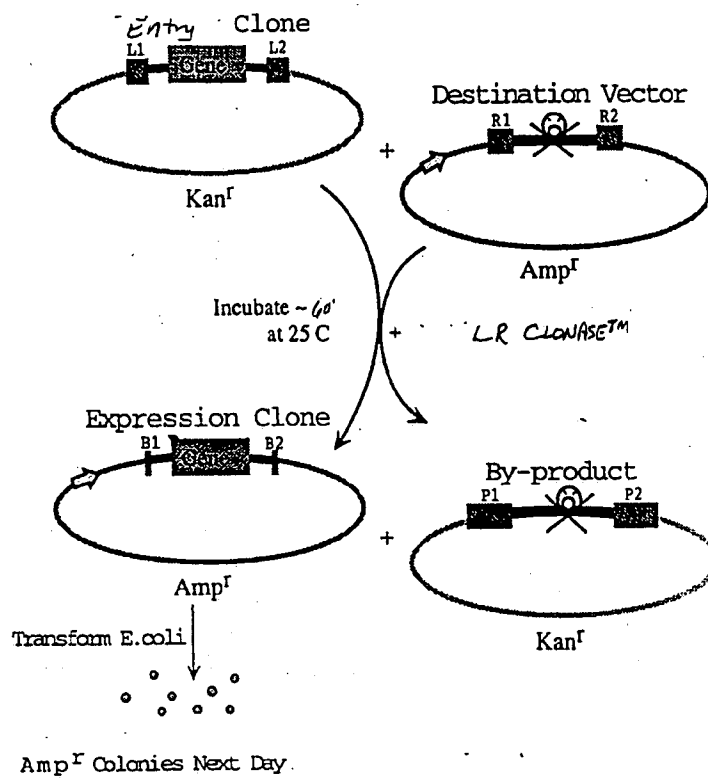 Entry Clone
L1 Gene L2
Destination Vector
R1 R2
+
Kanʳ
Ampʳ
Incubate ~ 60'
at 25 C
+ LR CLONASE™
Expression Clone
B1 Gene B2
By-product
P1 P2
+
Ampʳ
Kanʳ
Transform E.coli
Ampʳ Colonies Next Day.